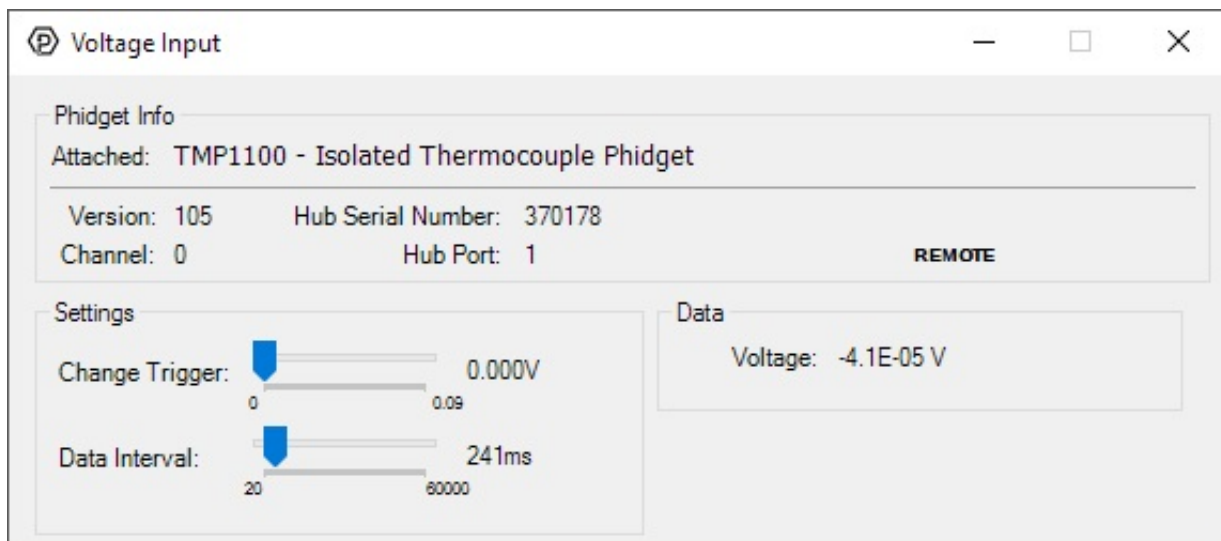 Voltage Input
Phidget Info
Attached: TMP1100 - Isolated Thermocouple Phidget
Version: 105 Hub Serial Number: 370178
Channel: 0 Hub Port: 1 REMOTE
Settings
Change Trigger: 0.000V
0 0.09
Data Interval: 241ms
20 60000
Data
Voltage: -4.1E-05 V